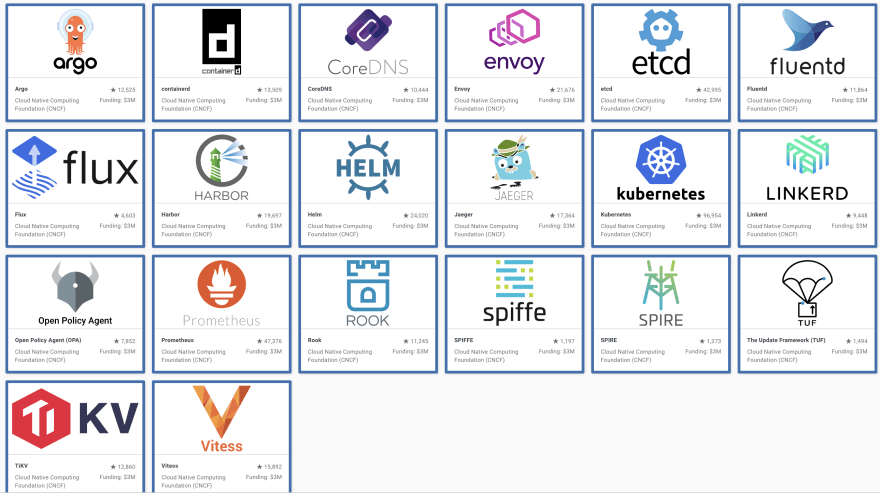 argo
containerd
CoreDNS
envoy
etcd
fluentd
Argo ★ 12,525
Cloud Native Computing Foundation (CNCF) Funding: $3M
containerd ★ 13,509
Cloud Native Computing Foundation (CNCF) Funding: $3M
CoreDNS ★ 10,444
Cloud Native Computing Foundation (CNCF) Funding: $3M
Envoy ★ 21,676
Cloud Native Computing Foundation (CNCF) Funding: $3M
etcd ★ 42,995
Cloud Native Computing Foundation (CNCF) Funding: $3M
Fluentd ★ 11,864
Cloud Native Computing Foundation (CNCF) Funding: $3M
flux
HARBOR
HELM
JAEGER
kubernetes
LINKERD
Flux ★ 4,603
Cloud Native Computing Foundation (CNCF) Funding: $3M
Harbor ★ 19,697
Cloud Native Computing Foundation (CNCF) Funding: $3M
Helm ★ 24,020
Cloud Native Computing Foundation (CNCF) Funding: $3M
Jaeger ★ 17,364
Cloud Native Computing Foundation (CNCF) Funding: $3M
Kubernetes ★ 96,954
Cloud Native Computing Foundation (CNCF) Funding: $3M
Linkerd ★ 9,448
Cloud Native Computing Foundation (CNCF) Funding: $3M
Open Policy Agent
Prometheus
ROOK
spiffe
SPIRE
TUF
Open Policy Agent (OPA) ★ 7,852
Cloud Native Computing Foundation (CNCF) Funding: $3M
Prometheus ★ 47,376
Cloud Native Computing Foundation (CNCF) Funding: $3M
Rook ★ 11,245
Cloud Native Computing Foundation (CNCF) Funding: $3M
SPIFFE ★ 1,197
Cloud Native Computing Foundation (CNCF) Funding: $3M
SPIRE ★ 1,373
Cloud Native Computing Foundation (CNCF) Funding: $3M
The Update Framework (TUF) ★ 1,494
Cloud Native Computing Foundation (CNCF) Funding: $3M
Ti KV
Vitess
TiKV ★ 12,860
Cloud Native Computing Foundation (CNCF) Funding: $3M
Vitess ★ 15,892
Cloud Native Computing Foundation (CNCF) Funding: $3M